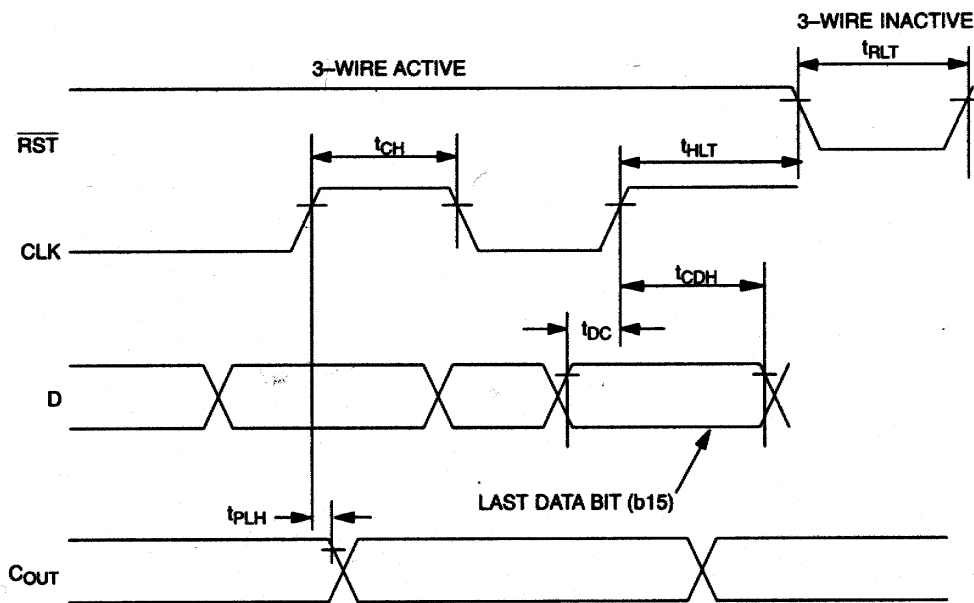 3–WIRE INACTIVE
tRLT
3–WIRE ACTIVE
RST
tCH
tHLT
CLK
tCDH
tDC
D
LAST DATA BIT (b15)
tPLH
COUT